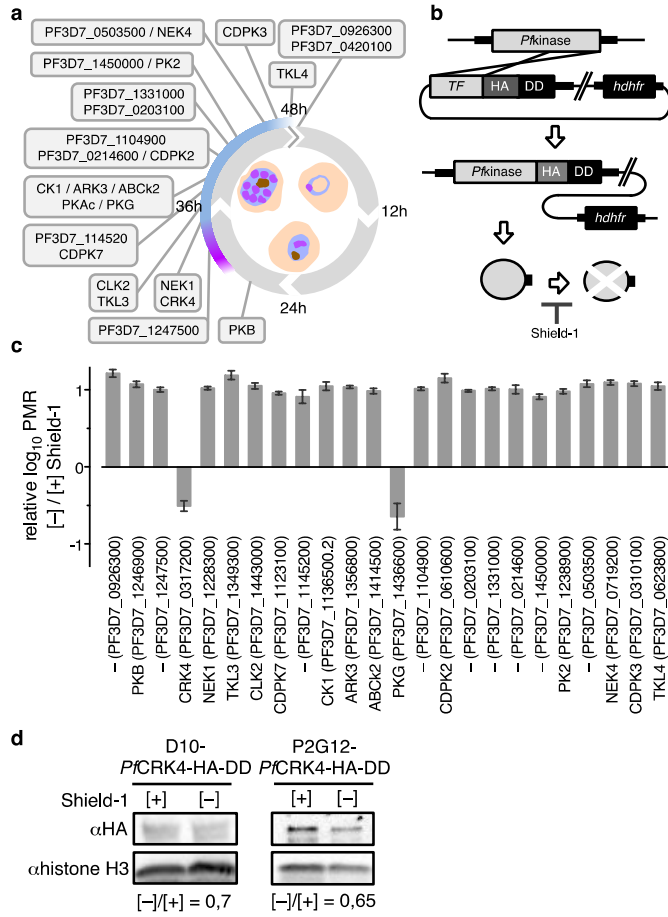 a
PF3D7_0503500 / NEK4
CDPK3
PF3D7_0926300
PF3D7_0420100
PF3D7_1450000 / PK2
TKL4
PF3D7_1331000
PF3D7_0203100
48h
PF3D7_1104900
PF3D7_0214600 / CDPK2
CK1 / ARK3 / ABCk2
PKAc / PKG
36h
12h
PF3D7_114520
CDPK7
CLK2
TKL3
NEK1
CRK4
24h
PF3D7_1247500
PKB
b
Pfkinase
TF
HA
DD
hdhfr
Pfkinase
HA
DD
hdhfr
Shield-1
c
relative log10 PMR
[–] / [+] Shield-1
1
0
-1
– (PF3D7_0926300)
PKB (PF3D7_1246900)
– (PF3D7_1247500)
CRK4 (PF3D7_0317200)
NEK1 (PF3D7_1228300)
TKL3 (PF3D7_1349300)
CLK2 (PF3D7_1443000)
CDPK7 (PF3D7_1123100)
– (PF3D7_1145200)
CK1 (PF3D7_1136500.2)
ARK3 (PF3D7_1356800)
ABCk2 (PF3D7_1414500)
PKG (PF3D7_1436600)
– (PF3D7_1104900)
CDPK2 (PF3D7_0610600)
– (PF3D7_0203100)
– (PF3D7_1331000)
– (PF3D7_0214600)
– (PF3D7_1450000)
PK2 (PF3D7_1238900)
– (PF3D7_0503500)
NEK4 (PF3D7_0719200)
CDPK3 (PF3D7_0310100)
TKL4 (PF3D7_0623800)
d
D10-
PfCRK4-HA-DD
P2G12-
PfCRK4-HA-DD
Shield-1 [+] [–] [+] [–]
αHA
αhistone H3
[–]/[+] = 0,7
[–]/[+] = 0,65